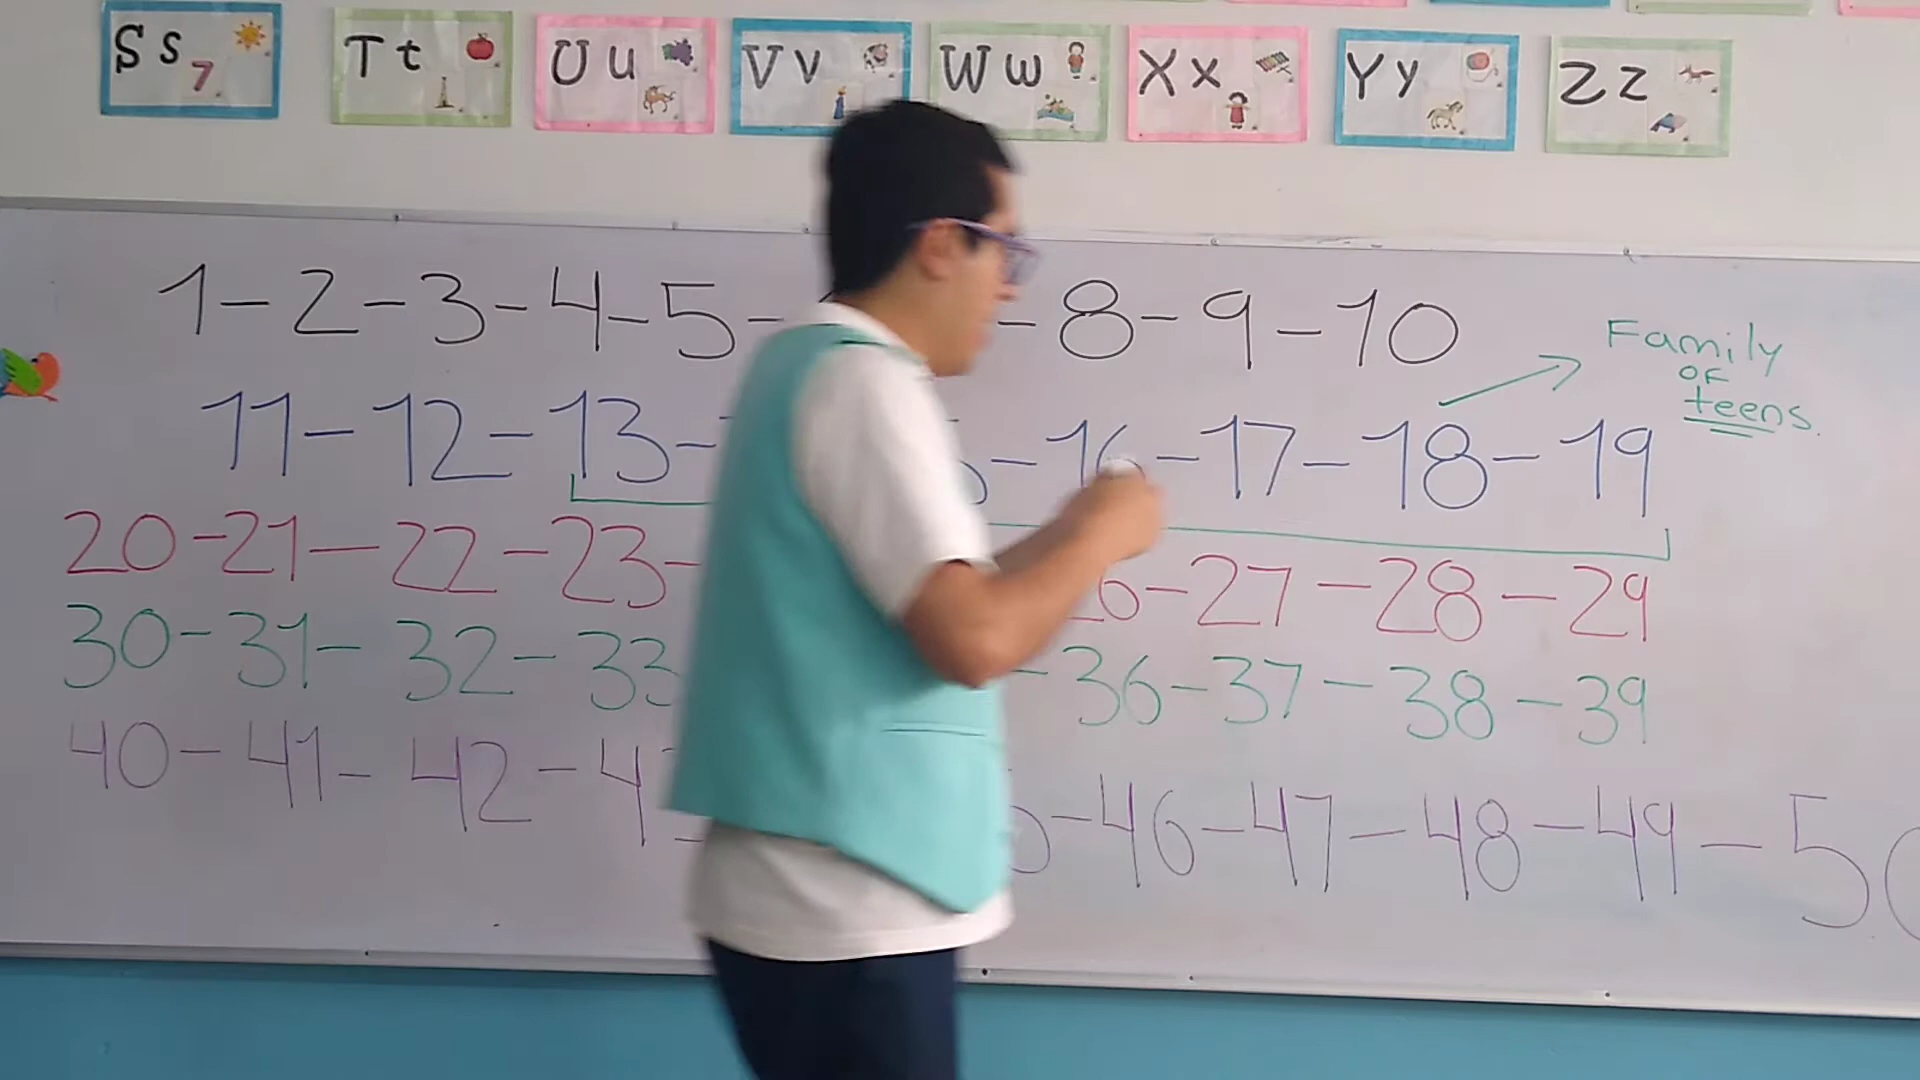 Ss 7 Tt Uu Vv Ww Xx Yy Zz
1-2-3-4-5- -8-9-10
Family
of
teens.
11-12-13- -16-17-18-19
20-21-22-23- -27-28-29
30-31-32-33 -36-37-38-39
40-41-42- -46-47-48-49-50